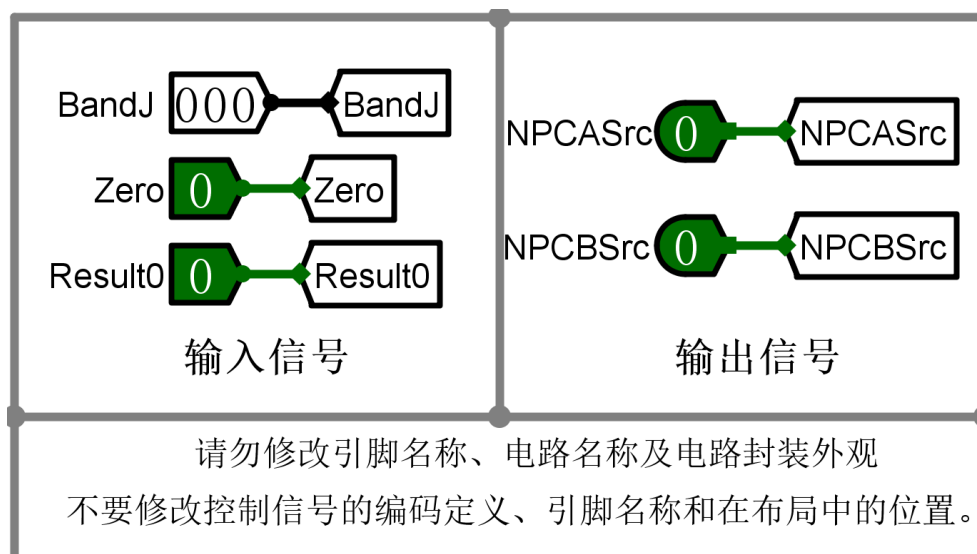 BandJ 000 BandJ
Zero 0 Zero
Result0 0 Result0
输入信号
NPCASrc 0 NPCASrc
NPCBSrc 0 NPCBSrc
输出信号
请勿修改引脚名称、电路名称及电路封装外观
不要修改控制信号的编码定义、引脚名称和在布局中的位置。